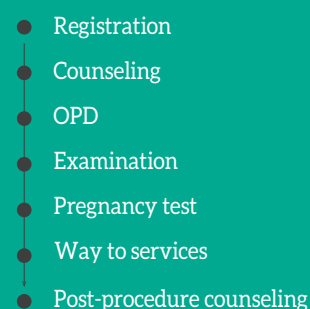 Registration
Counseling
OPD
Examination
Pregnancy test
Way to services
Post-procedure counseling